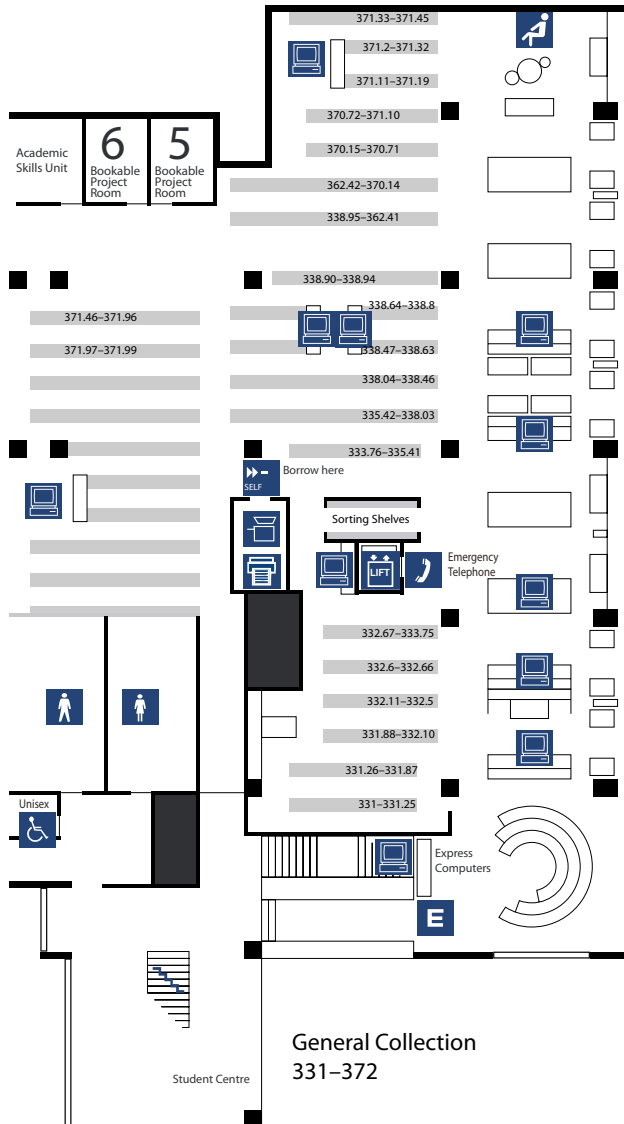 371.33–371.45
371.2–371.32
371.11–371.19
370.72–371.10
370.15–370.71
362.42–370.14
338.95–362.41
Academic
Skills Unit
6
Bookable
Project
Room
5
Bookable
Project
Room
338.90–338.94
338.64–338.8
338.47–338.63
338.04–338.46
335.42–338.03
333.76–335.41
371.46–371.96
371.97–371.99
SELF
Borrow here
Sorting Shelves
LIFT
Emergency
Telephone
332.67–333.75
332.6–332.66
332.11–332.5
331.88–332.10
331.26–331.87
331–331.25
Unisex
Express
Computers
E
Student Centre
General Collection
331–372